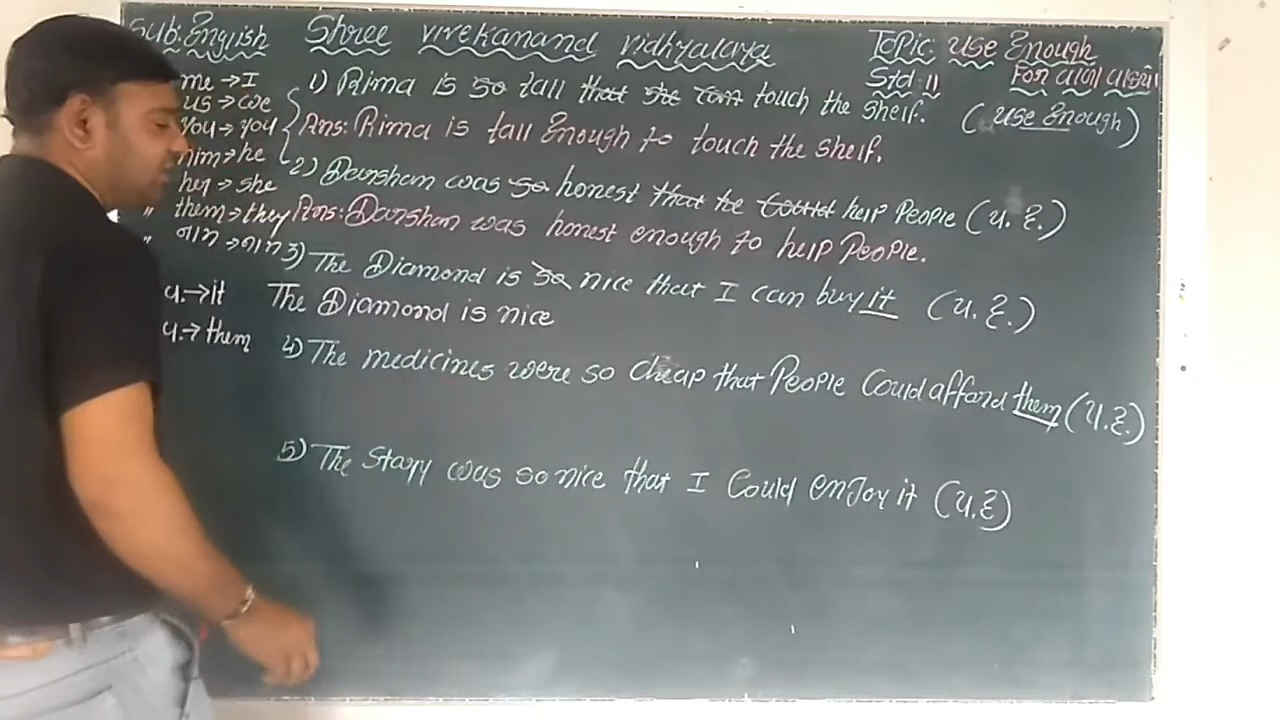 Sub: English Shree vivekanand vidhyalaya Topic: Use Enough
Std: 11 For
me → I
us → we
you → you
him → he
her → she
them → they
નામ → નામ
→ it
→ them
1) Rima is so tall that she can touch the shelf. (Use Enough)
Ans: Rima is tall Enough to touch the shelf.
2) Darshan was so honest that he could help People (U. E.)
Ans: Darshan was honest enough to help People.
3) The Diamond is so nice that I can buy it (U. E.)
The Diamond is nice
4) The medicines were so cheap that People Could afford them (U. E.)
5) The Story was so nice that I Could enjoy it (U. E)